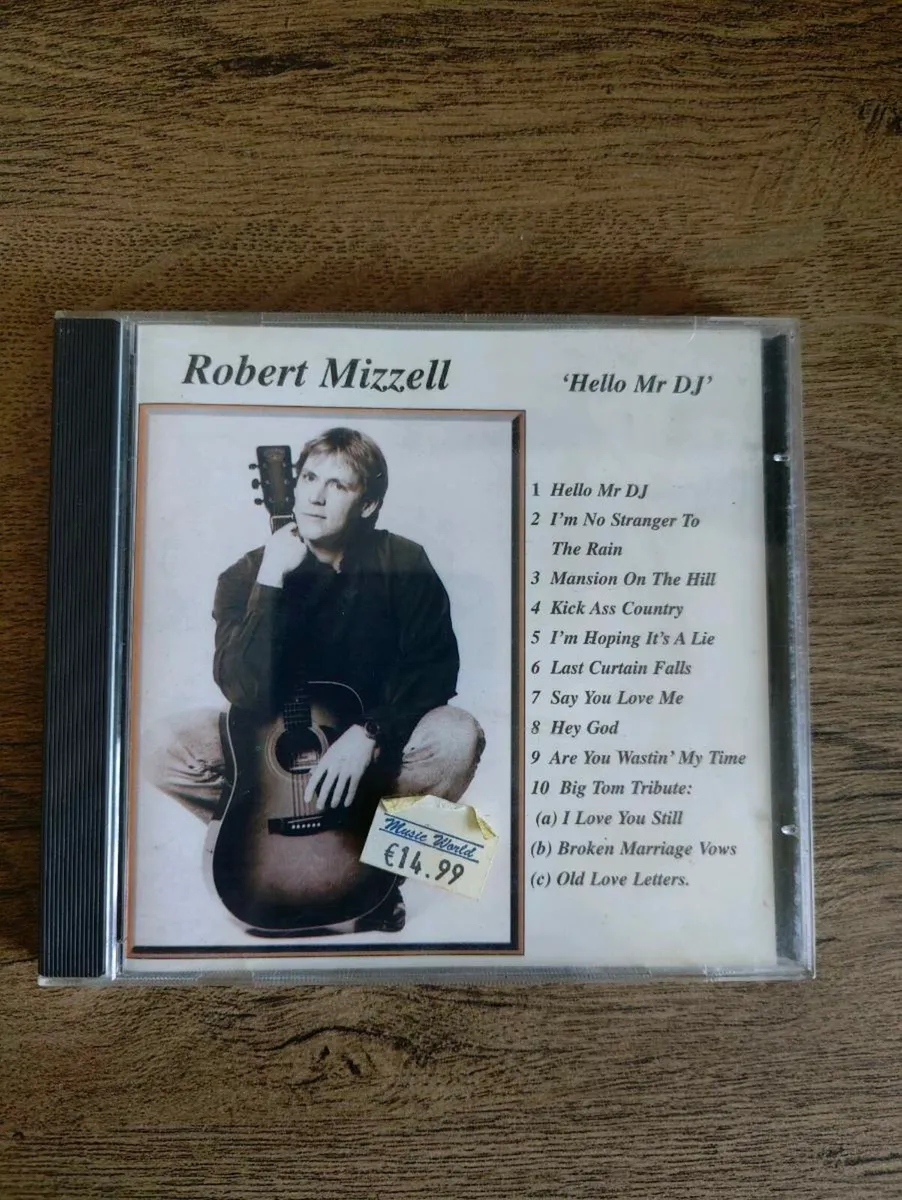 Robert Mizzell
‘Hello Mr DJ’
1 Hello Mr DJ
2 I’m No Stranger To
The Rain
3 Mansion On The Hill
4 Kick Ass Country
5 I’m Hoping It’s A Lie
6 Last Curtain Falls
7 Say You Love Me
8 Hey God
9 Are You Wastin’ My Time
10 Big Tom Tribute:
(a) I Love You Still
(b) Broken Marriage Vows
(c) Old Love Letters.
Music World
€14.99